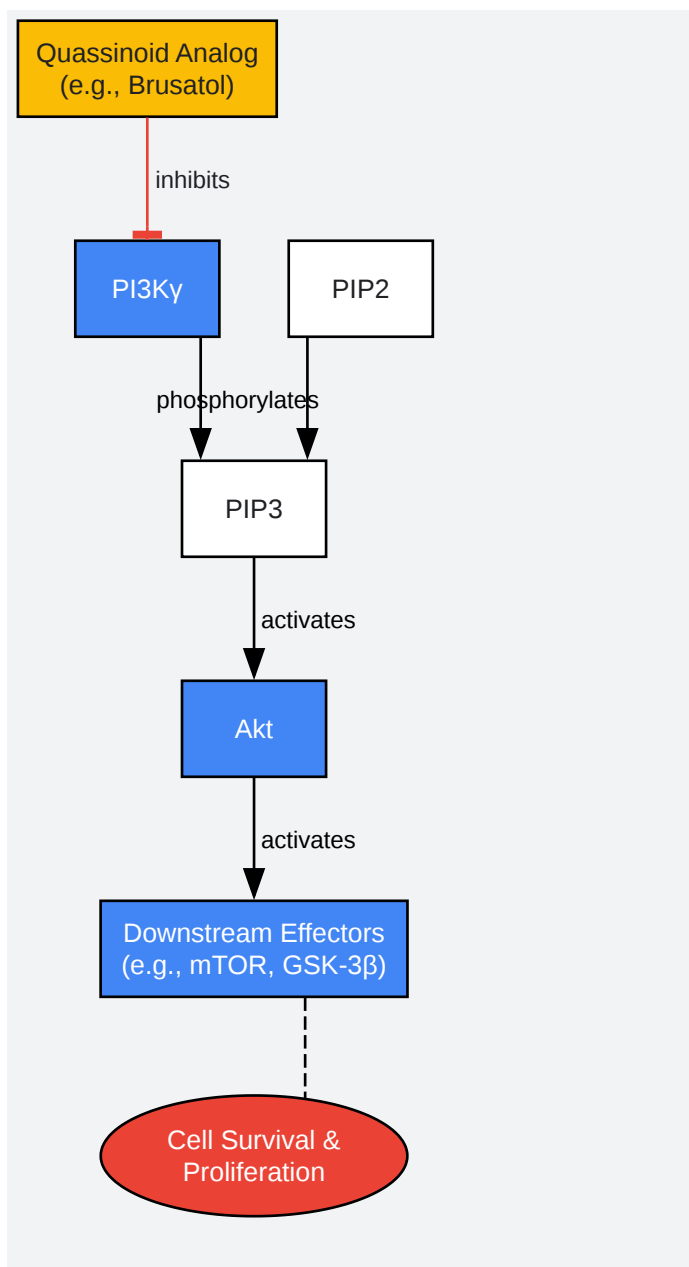 Quassinoid Analog
(e.g., Brusatol)
inhibits
PI3Kγ
PIP2
phosphorylates
PIP3
activates
Akt
activates
Downstream Effectors
(e.g., mTOR, GSK-3β)
Cell Survival &
Proliferation